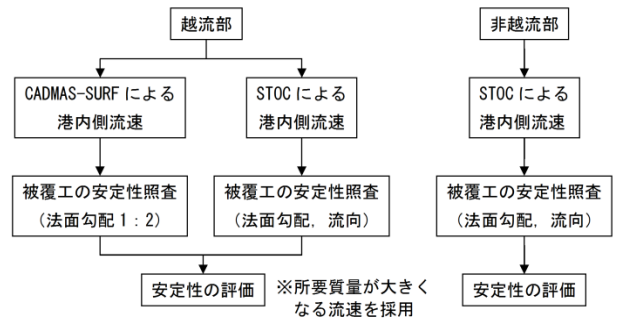 越流部
非越流部
CADMAS-SURF による
港内側流速
STOC による
港内側流速
STOC による
港内側流速
被覆工の安定性照査
(法面勾配 1:2)
被覆工の安定性照査
(法面勾配, 流向)
被覆工の安定性照査
(法面勾配, 流向)
安定性の評価
※所要質量が大きく
なる流速を採用
安定性の評価